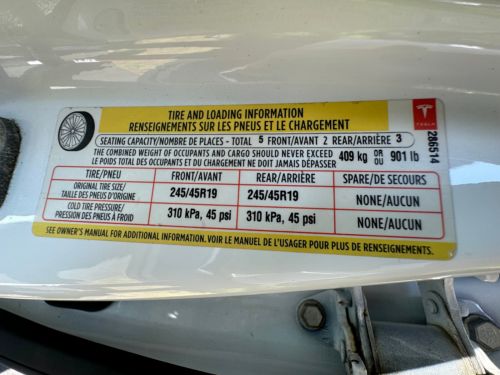 TIRE AND LOADING INFORMATION
RENSEIGNEMENTS SUR LES PNEUS ET LE CHARGEMENT
SEATING CAPACITY/NOMBRE DE PLACES - TOTAL 5 FRONT/AVANT 2 REAR/ARRIÈRE 3
THE COMBINED WEIGHT OF OCCUPANTS AND CARGO SHOULD NEVER EXCEED 409 kg OR 901 lb
LE POIDS TOTAL DES OCCUPANTS ET DU CHARGEMENT NE DOIT JAMAIS DÉPASSER OU
TESLA
286514
TIRE/PNEU FRONT/AVANT REAR/ARRIÈRE SPARE/DE SECOURS
ORIGINAL TIRE SIZE/ 245/45R19 245/45R19 NONE/AUCUN
TAILLE DES PNEUS D'ORIGINE
COLD TIRE PRESSURE/ 310 kPa, 45 psi 310 kPa, 45 psi NONE/AUCUN
PRESSION DES PNEUS À FROID
SEE OWNER'S MANUAL FOR ADDITIONAL INFORMATION. VOIR LE MANUEL DE L'USAGER POUR PLUS DE RENSEIGNEMENTS.